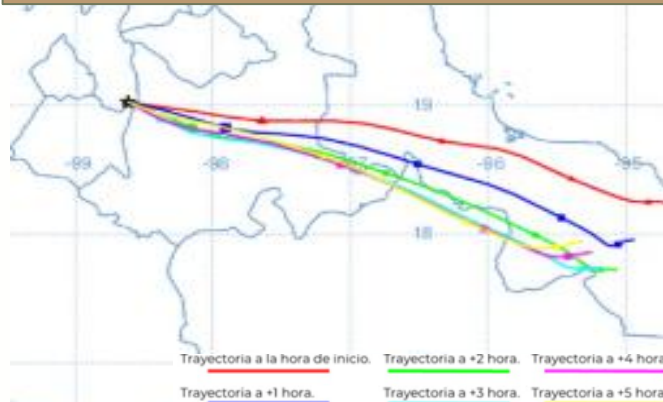 19
-99 -98 -97 -96 -95
18
Trayectoria a la hora de inicio. Trayectoria a +2 hora. Trayectoria a +4 hora
Trayectoria a +1 hora. Trayectoria a +3 hora. Trayectoria a +5 hora